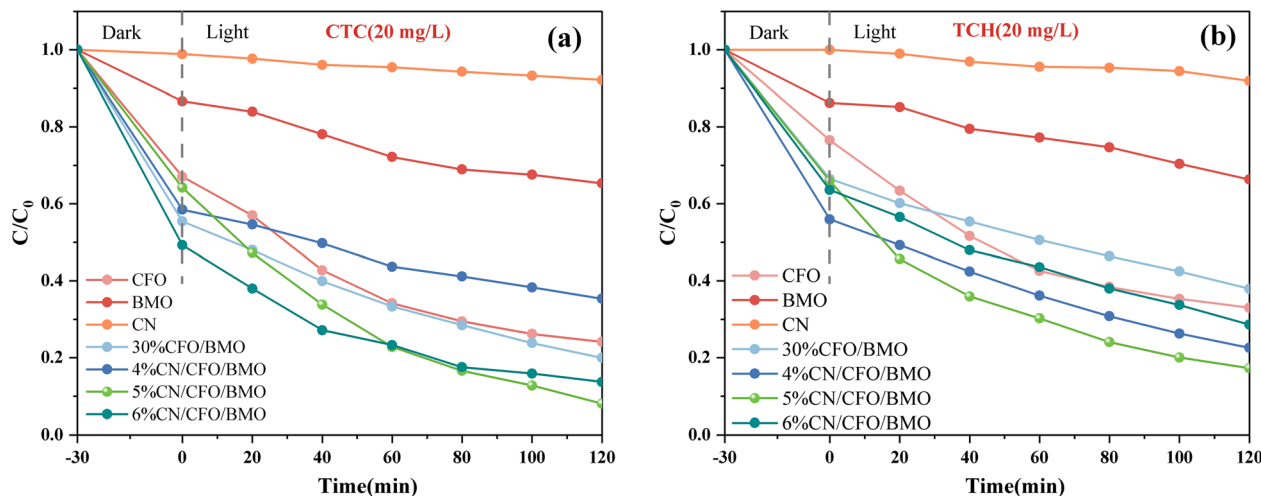 Dark
Light
CTC(20 mg/L)
(a)
C/C0
1.0
0.8
0.6
0.4
0.2
0.0
CFO
BMO
CN
30%CFO/BMO
4%CN/CFO/BMO
5%CN/CFO/BMO
6%CN/CFO/BMO
-30 0 20 40 60 80 100 120
Time(min)
Dark
Light
TCH(20 mg/L)
(b)
C/C0
1.0
0.8
0.6
0.4
0.2
0.0
CFO
BMO
CN
30%CFO/BMO
4%CN/CFO/BMO
5%CN/CFO/BMO
6%CN/CFO/BMO
-30 0 20 40 60 80 100 120
Time(min)